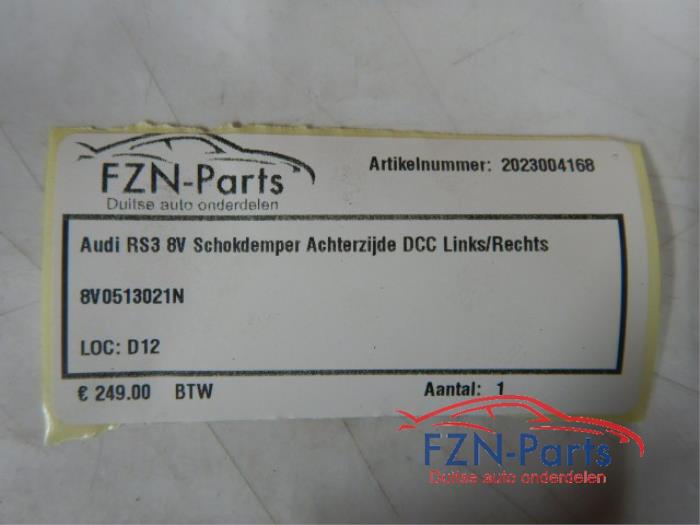 FZN-Parts
Duitse auto onderdelen
Artikelnummer: 2023004168
Audi RS3 8V Schokdemper Achterzijde DCC Links/Rechts
8V0513021N
LOC: D12
€ 249.00 BTW
Aantal: 1
FZN-Parts
Duitse auto onderdelen